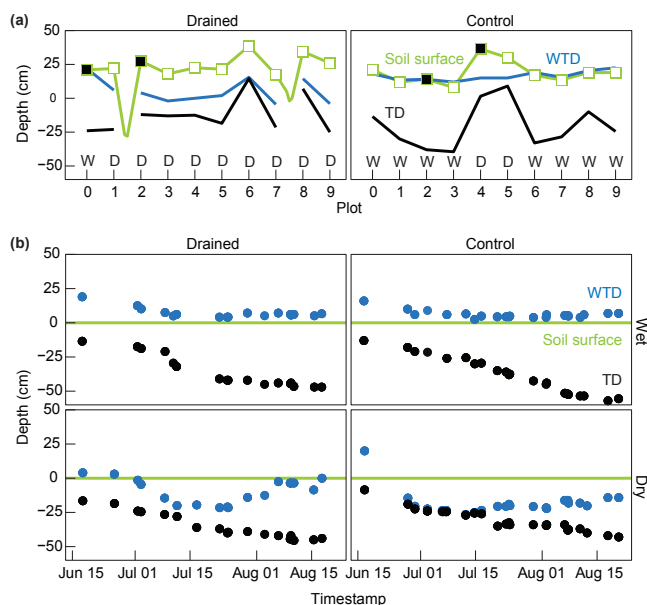 (a) Drained Control
50
25
0
−25
−50
Depth (cm)
Soil surface
WTD
TD
W D D D D D D D D D
W W W W D D W W W W
0 1 2 3 4 5 6 7 8 9
0 1 2 3 4 5 6 7 8 9
Plot
(b) Drained Control
50
25
0
−25
−50
Depth (cm)
WTD
Soil surface
TD
Wet
50
25
0
−25
−50
Dry
Jun 15 Jul 01 Jul 15 Aug 01 Aug 15
Jun 15 Jul 01 Jul 15 Aug 01 Aug 15
Timestamp